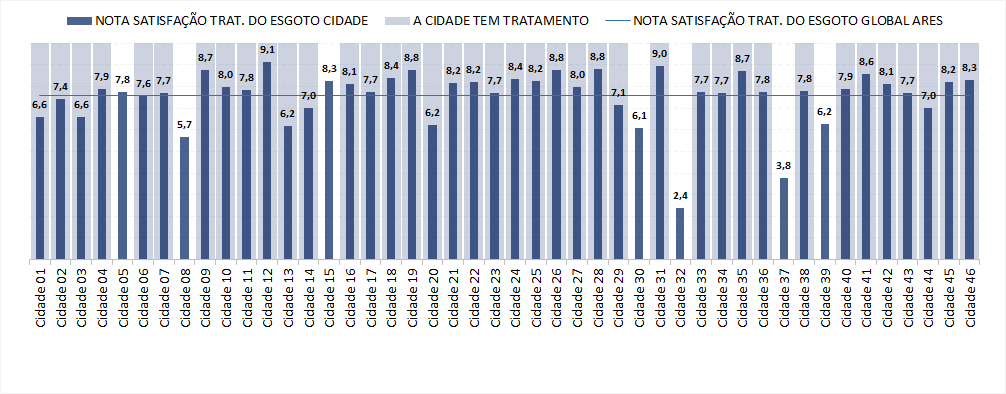 NOTA SATISFAÇÃO TRAT. DO ESGOTO CIDADE A CIDADE TEM TRATAMENTO NOTA SATISFAÇÃO TRAT. DO ESGOTO GLOBAL ARES
6,6 7,4 6,6 7,9 7,8 7,6 7,7 5,7 8,7 8,0 7,8 9,1 6,2 7,0 8,3 8,1 7,7 8,4 8,8 6,2 8,2 8,2 7,7 8,4 8,2 8,8 8,0 8,8 7,1 6,1 9,0 2,4 7,7 7,7 8,7 7,8 3,8 7,8 6,2 7,9 8,6 8,1 7,7 7,0 8,2 8,3
Cidade 01
Cidade 02
Cidade 03
Cidade 04
Cidade 05
Cidade 06
Cidade 07
Cidade 08
Cidade 09
Cidade 10
Cidade 11
Cidade 12
Cidade 13
Cidade 14
Cidade 15
Cidade 16
Cidade 17
Cidade 18
Cidade 19
Cidade 20
Cidade 21
Cidade 22
Cidade 23
Cidade 24
Cidade 25
Cidade 26
Cidade 27
Cidade 28
Cidade 29
Cidade 30
Cidade 31
Cidade 32
Cidade 33
Cidade 34
Cidade 35
Cidade 36
Cidade 37
Cidade 38
Cidade 39
Cidade 40
Cidade 41
Cidade 42
Cidade 43
Cidade 44
Cidade 45
Cidade 46